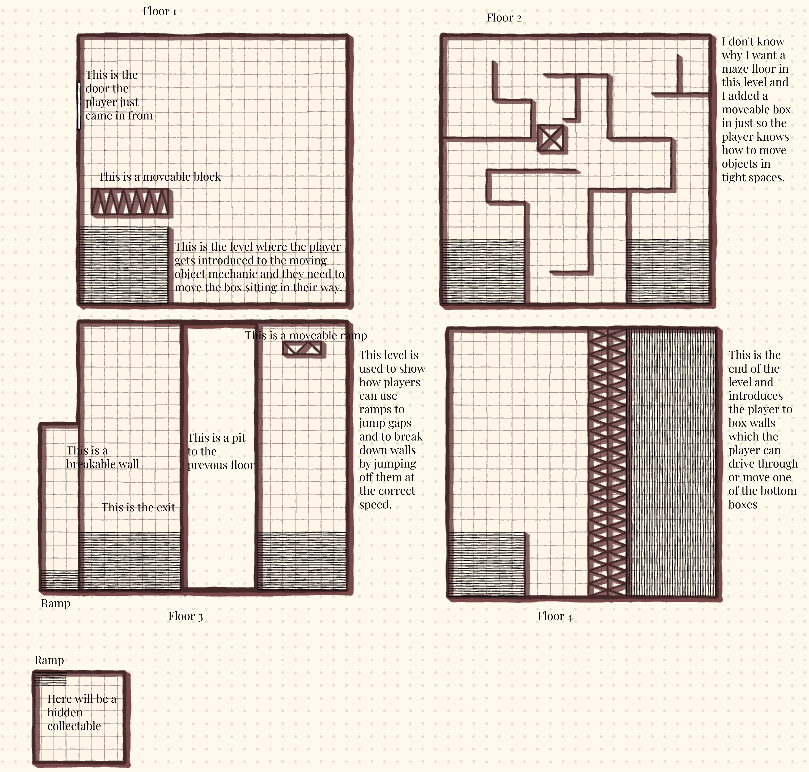 Floor 1
This is the
door the
player just
came in from
This is a moveable block
This is the level where the player
gets introduced to the moving
object mechanic and they need to
move the box sitting in their way.
Floor 2
I don't know
why I want a
maze floor in
this level and
I added a
moveable box
in just so the
player knows
how to move
objects in
tight spaces.
This is a moveable ramp
This is a
breakable wall
This is the exit
This is a pit
to the
prevous floor
This level is
used to show
how players
can use
ramps to
jump gaps
and to break
down walls
by jumping
off them at
the correct
speed.
Ramp
Floor 3
This is the
end of the
level and
introduces
the player to
box walls
which the
player can
drive through
or move one
of the bottom
boxes
Floor 4
Ramp
Here will be a
hidden
collectable